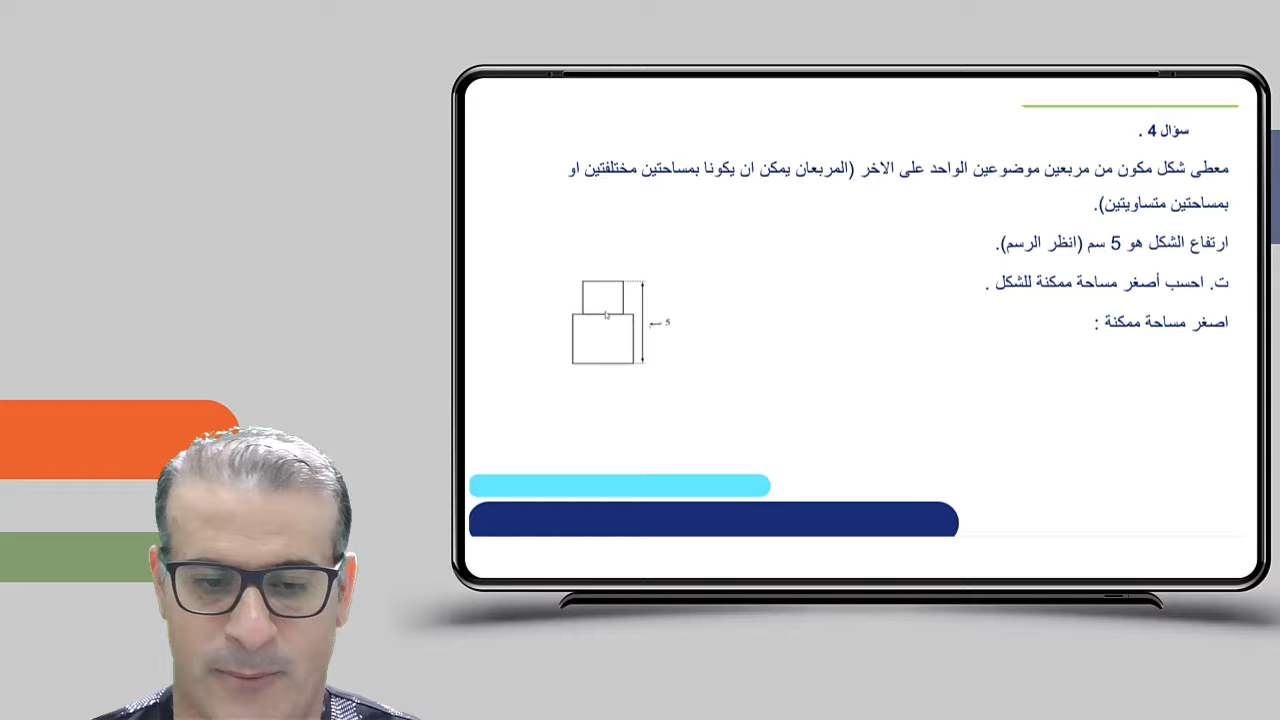 سؤال 4 .
معطى شكل مكون من مربعين موضوعين الواحد على الاخر (المربعان يمكن ان يكونا بمساحتين مختلفتين او
بمساحتين متساويتين).
ارتفاع الشكل هو 5 سم (انظر الرسم).
ت. احسب أصغر مساحة ممكنة للشكل .
اصغر مساحة ممكنة :
5 سم